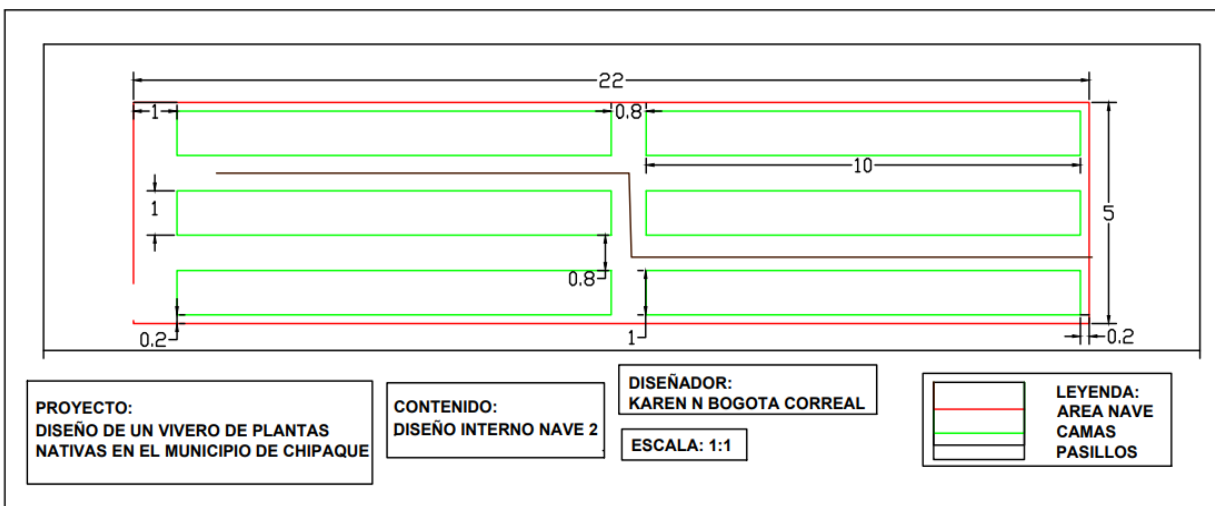 22
1
0.8
10
1
5
0.8
0.2
1
0.2
PROYECTO:
DISEÑO DE UN VIVERO DE PLANTAS
NATIVAS EN EL MUNICIPIO DE CHIPAQUE
CONTENIDO:
DISEÑO INTERNO NAVE 2
DISEÑADOR:
KAREN N BOGOTA CORREAL
ESCALA: 1:1
LEYENDA:
AREA NAVE
CAMAS
PASILLOS